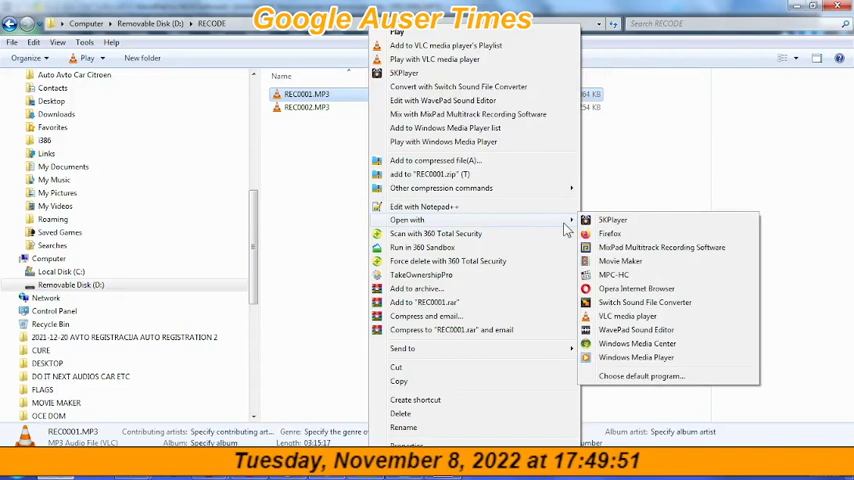 Google Auser Times
Computer ▸ Removable Disk (D:) ▸ RECODE
Search RECODE
File Edit View Tools Help
Organize Play New folder
Auto Avto Car Citroen
Contacts
Desktop
Downloads
Favorites
i386
Links
My Documents
My Music
My Pictures
Roaming
Saved Games
Searches
Computer
Local Disk (C:)
Removable Disk (D:)
Network
Control Panel
Recycle Bin
2021-12-20 AVTO REGISTRACIJA AUTO REGISTRATION 2
CURE
DESKTOP
DO IT NEXT AUDIOS CAR ETC
FLAGS
MORE
OCE DOM
Name
REC0001.MP3
64 KB
REC0002.MP3
54 KB
Play
Add to VLC media player's Playlist
Play with VLC media player
5KPlayer
Convert with Switch Sound File Converter
Edit with WavePad Sound Editor
Mix with MixPad Multitrack Recording Software
Add to Windows Media Player list
Play with Windows Media Player
Add to compressed file(A)...
add to "REC0001.zip" (T)
Other compression commands
Edit with Notepad++
Open with
Scan with 360 Total Security
Run in 360 Sandbox
Force delete with 360 Total Security
TakeOwnershipPro
Add to archive...
Add to "REC0001.rar"
Compress and email...
Compress to "REC0001.rar" and email
Send to
Cut
Copy
Create shortcut
Delete
Rename
Properties
5KPlayer
Firefox
MixPad Multitrack Recording Software
Movie Maker
MPC-HC
Opera Internet Browser
Switch Sound File Converter
VLC media player
WavePad Sound Editor
Windows Media Center
Windows Media Player
Choose default program...
REC0001.MP3 Contributing artists: Specify contributing art... Genre: Specify the genre o
Album artist: Specify album artist
MP3 Audio File (VLC) Album: Specify album Length: 03:15:17
number
Tuesday, November 8, 2022 at 17:49:51